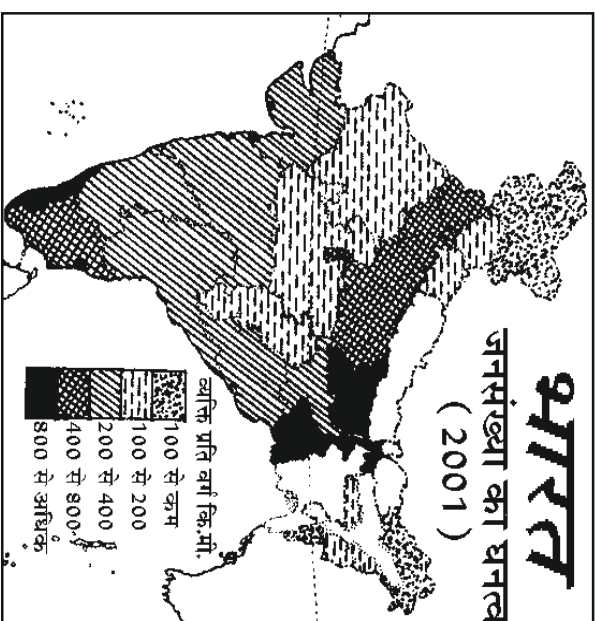 भारत
जनसंख्या का घनत्व
(2001)
व्यक्ति प्रति वर्ग कि.मी.
100 से कम
100 से 200
200 से 400
400 से 800
800 से अधिक